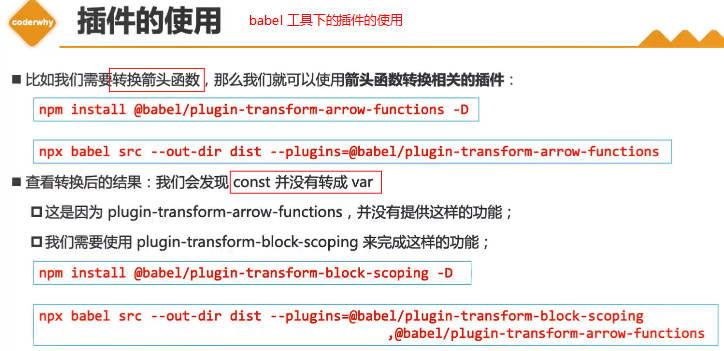 coderwhy
插件的使用
babel 工具下的插件的使用
比如我们需要转换箭头函数，那么我们就可以使用箭头函数转换相关的插件：
npm install @babel/plugin-transform-arrow-functions -D
npx babel src --out-dir dist --plugins=@babel/plugin-transform-arrow-functions
查看转换后的结果：我们会发现 const 并没有转成 var
这是因为 plugin-transform-arrow-functions，并没有提供这样的功能；
我们需要使用 plugin-transform-block-scoping 来完成这样的功能；
npm install @babel/plugin-transform-block-scoping -D
npx babel src --out-dir dist --plugins=@babel/plugin-transform-block-scoping
,@babel/plugin-transform-arrow-functions